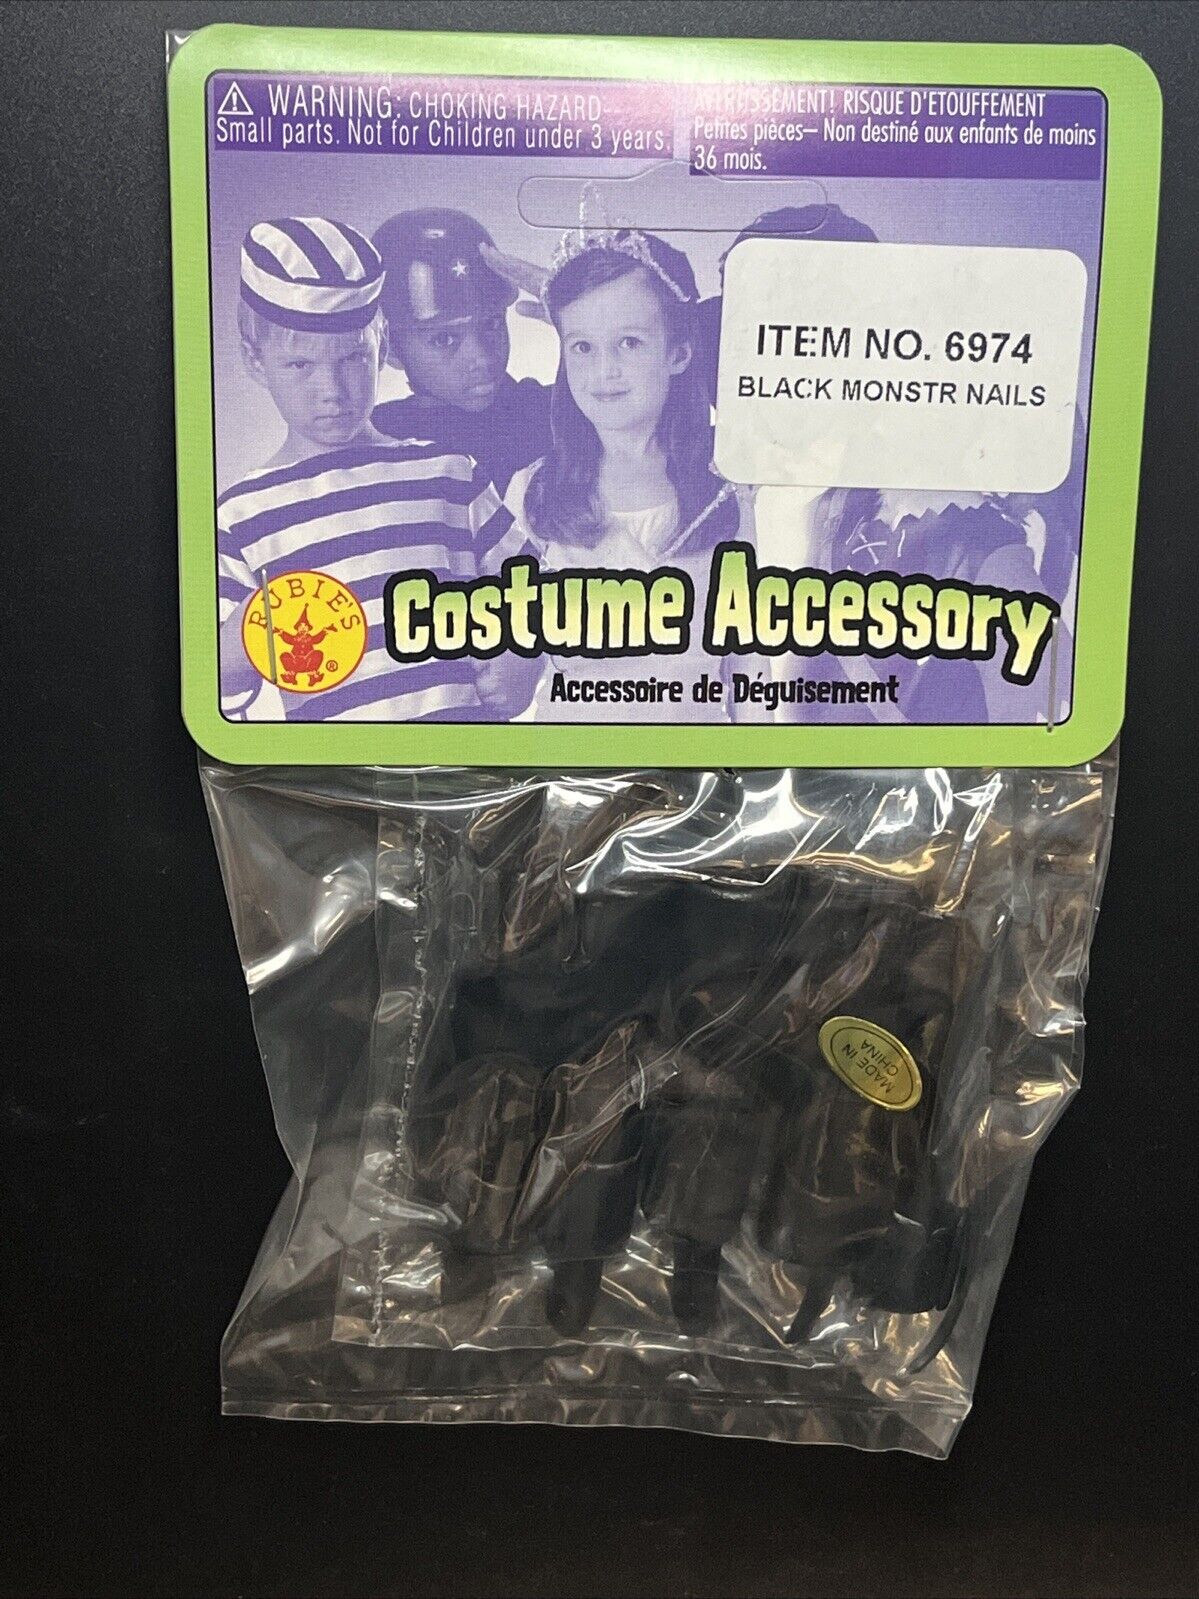 ⚠ WARNING: CHOKING HAZARD-
Small parts. Not for Children under 3 years.
AVERTISSEMENT! RISQUE D'ETOUFFEMENT
Petites pièces– Non destiné aux enfants de moins
36 mois.
ITEM NO. 6974
BLACK MONSTR NAILS
RUBIE'S
®
Costume Accessory
Accessoire de Déguisement
MADE IN
CHINA